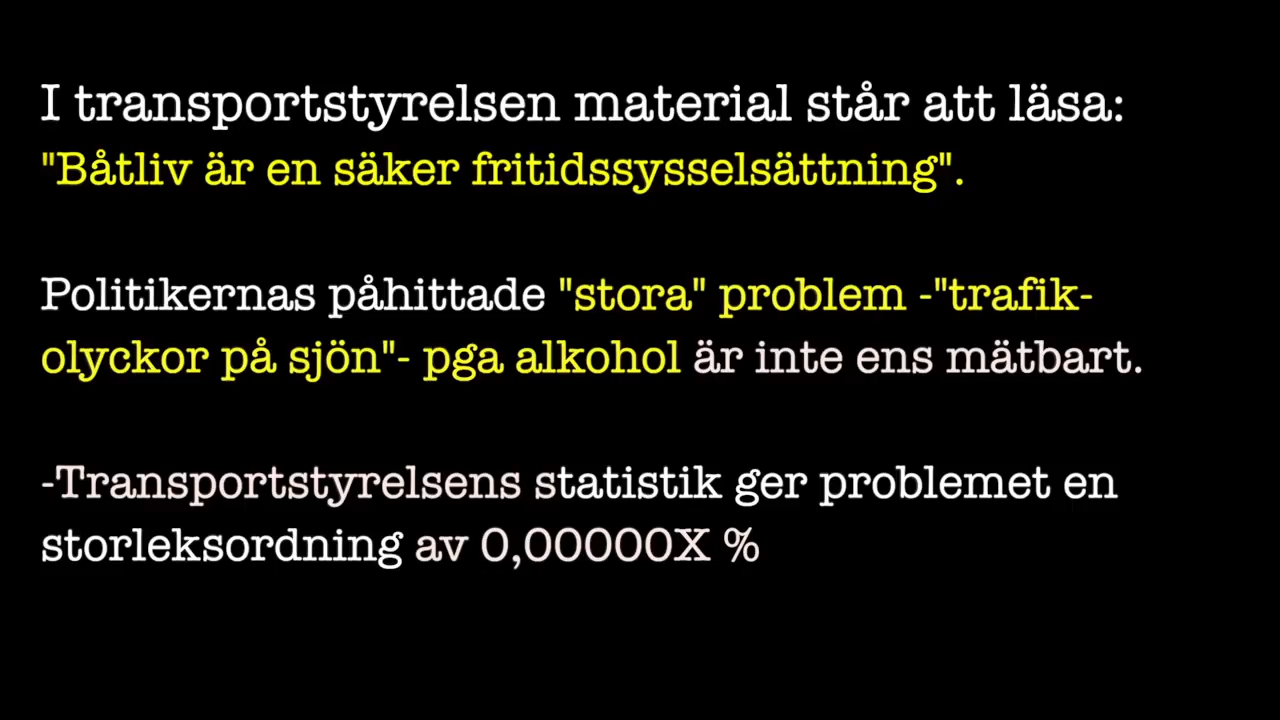 I transportstyrelsen material står att läsa:
"Båtliv är en säker fritidssysselsättning".
Politikernas påhittade "stora" problem -"trafik-
olyckor på sjön"- pga alkohol är inte ens mätbart.
-Transportstyrelsens statistik ger problemet en
storleksordning av 0,00000X %